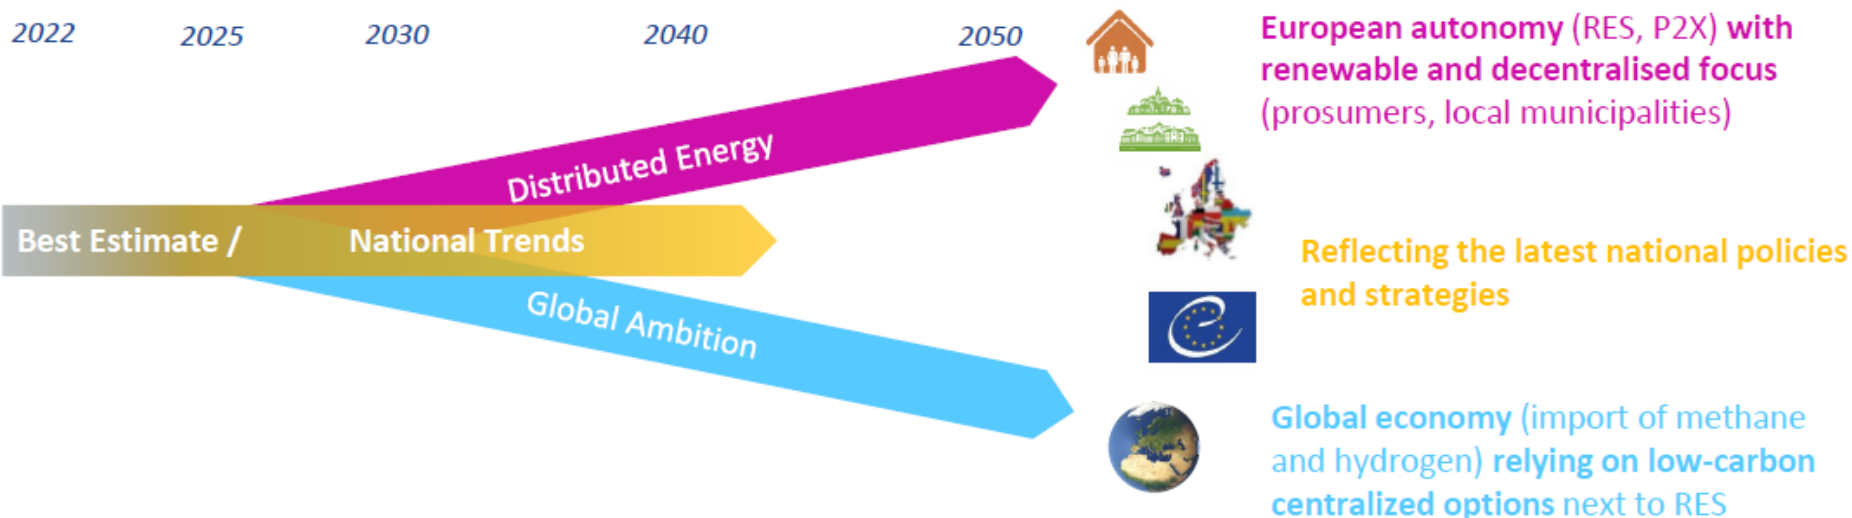 2022 2025 2030 2040 2050
European autonomy (RES, P2X) with
renewable and decentralised focus
(prosumers, local municipalities)
Distributed Energy
Best Estimate / National Trends
Reflecting the latest national policies
and strategies
Global Ambition
Global economy (import of methane
and hydrogen) relying on low-carbon
centralized options next to RES